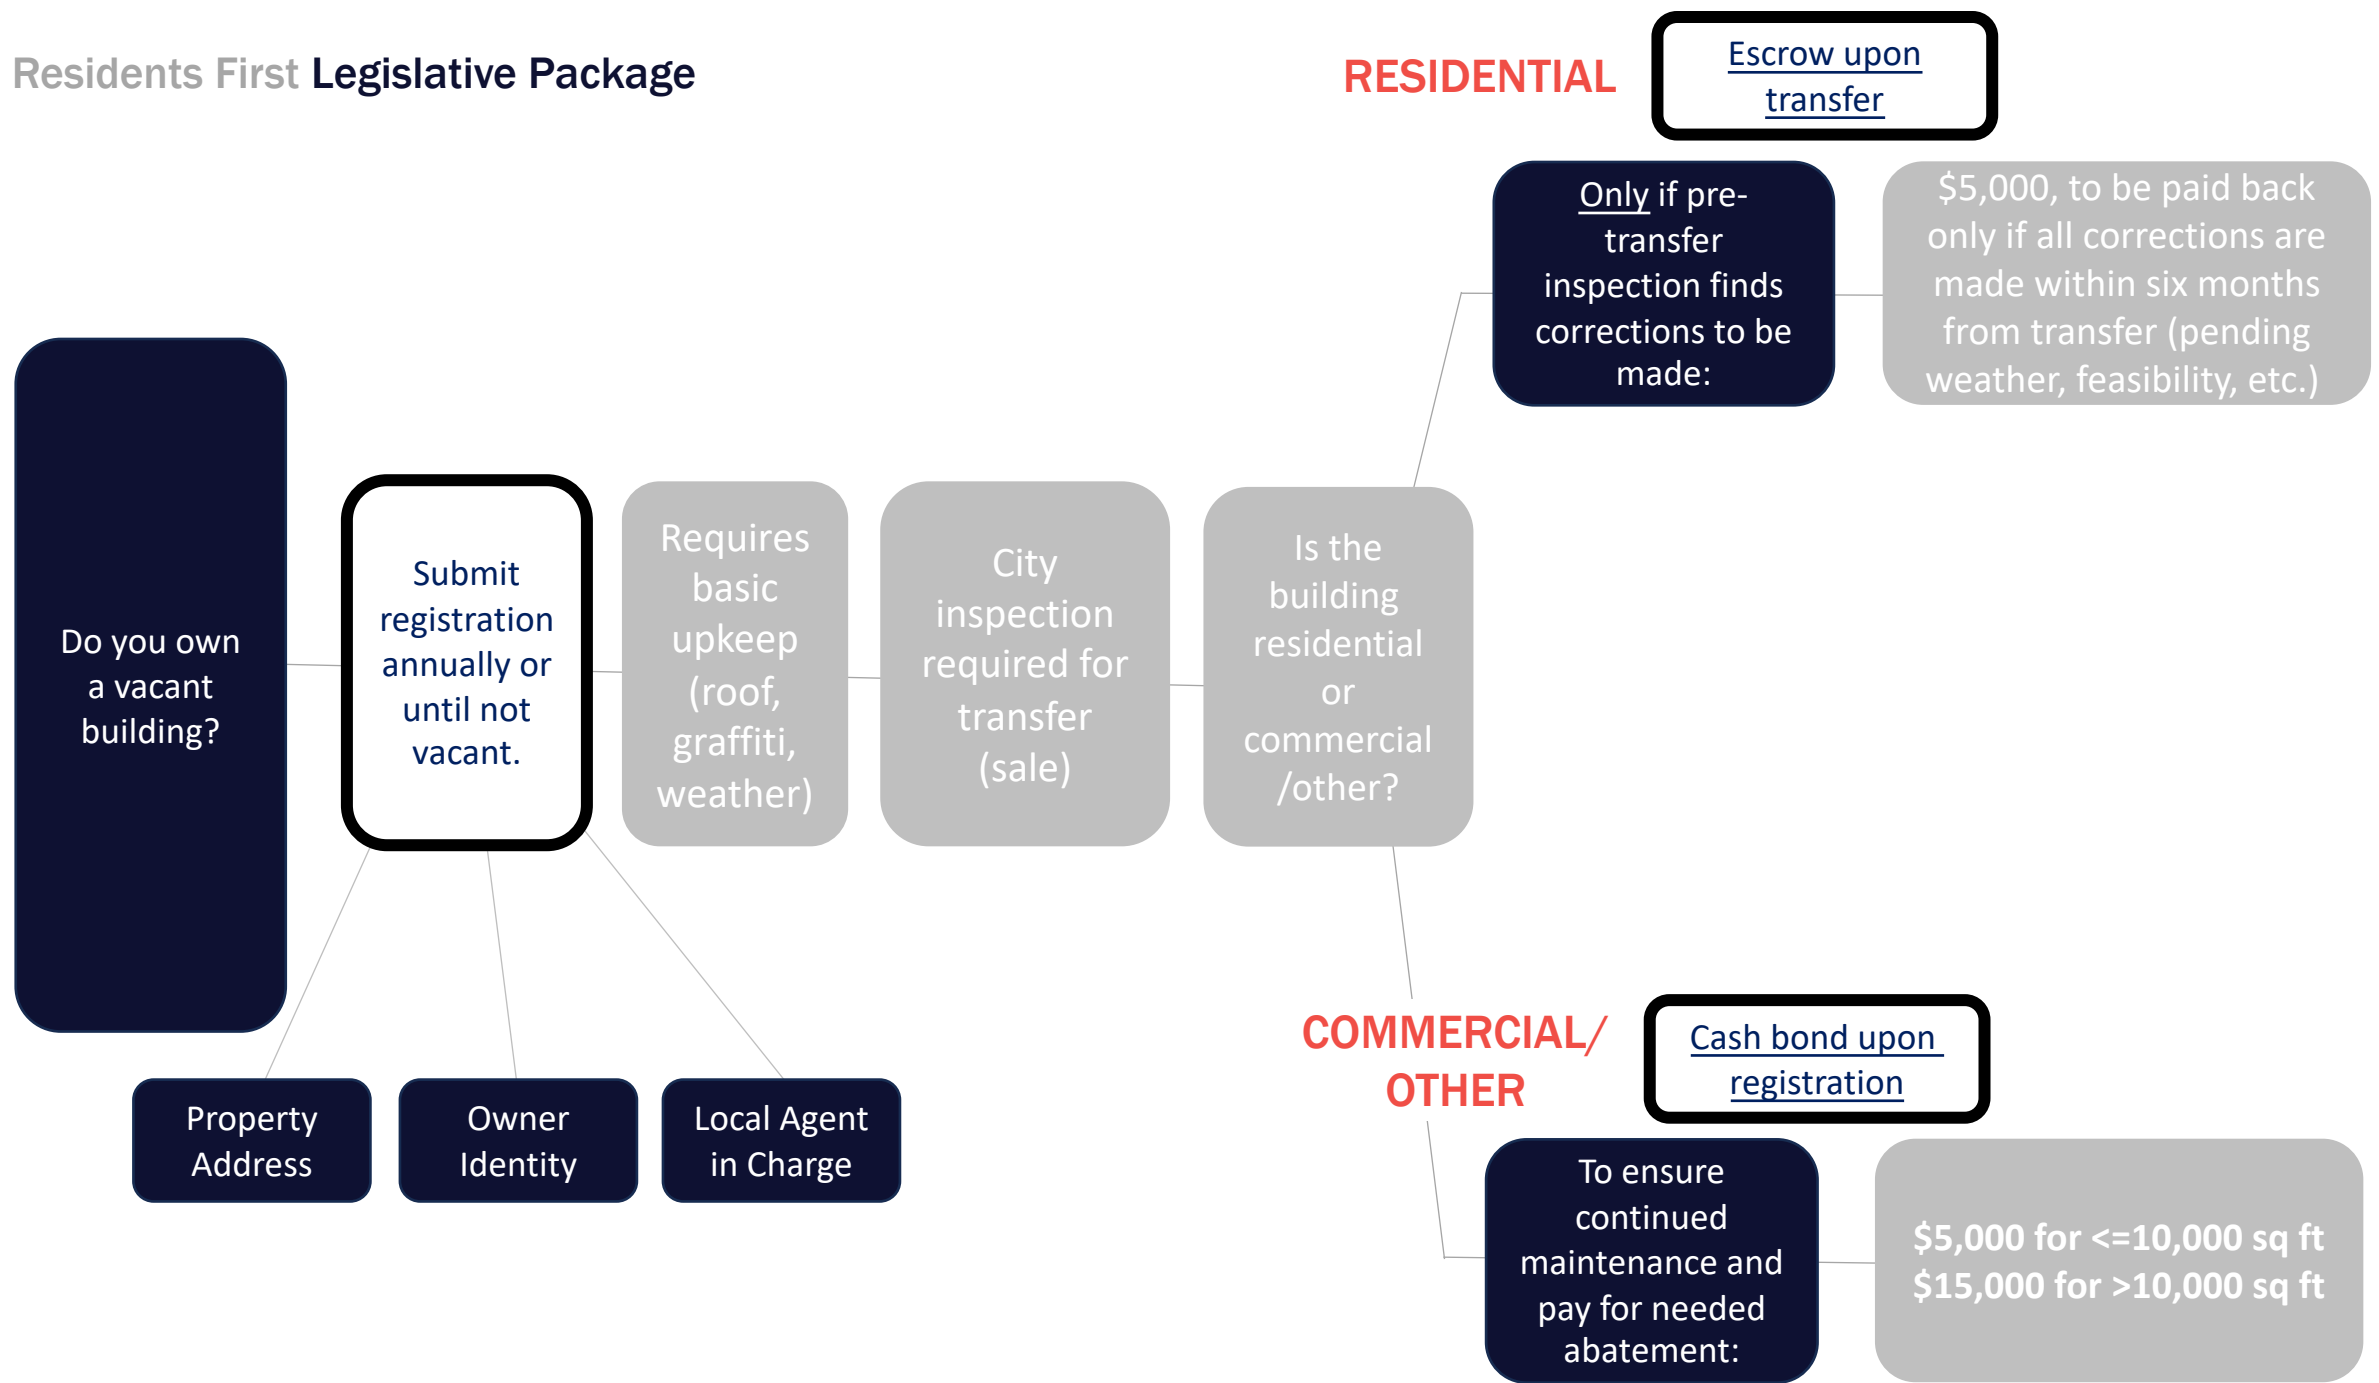 Residents First Legislative Package
RESIDENTIAL
Escrow upon
transfer
Only if pre-
transfer
inspection finds
corrections to be
made:
$5,000, to be paid back
only if all corrections are
made within six months
from transfer (pending
weather, feasibility, etc.)
Do you own
a vacant
building?
Submit
registration
annually or
until not
vacant.
Requires
basic
upkeep
(roof,
graffiti,
weather)
City
inspection
required for
transfer
(sale)
Is the
building
residential
or
commercial
/other?
Property
Address
Owner
Identity
Local Agent
in Charge
COMMERCIAL/
OTHER
Cash bond upon
registration
To ensure
continued
maintenance and
pay for needed
abatement:
$5,000 for <=10,000 sq ft
$15,000 for >10,000 sq ft